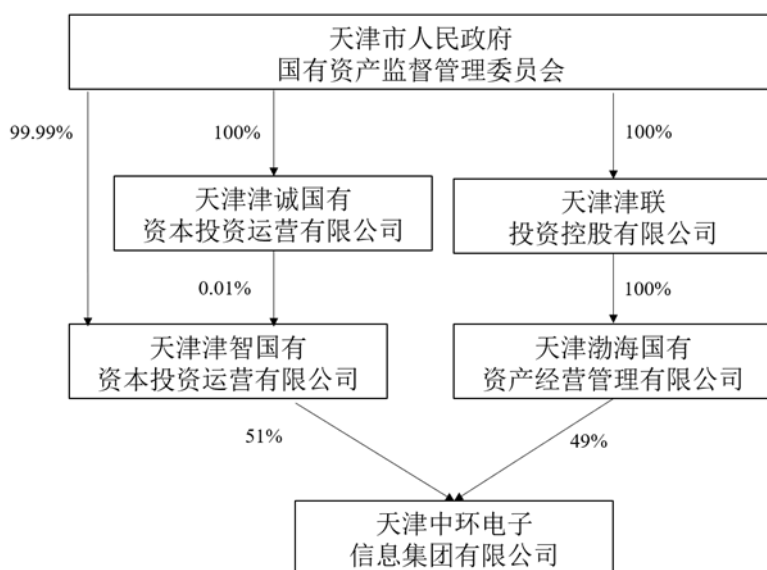 天津市人民政府
国有资产监督管理委员会
99.99%
100%
100%
天津津诚国有
资本投资运营有限公司
天津津联
投资控股有限公司
0.01%
100%
天津津智国有
资本投资运营有限公司
天津渤海国有
资产经营管理有限公司
51%
49%
天津中环电子
信息集团有限公司